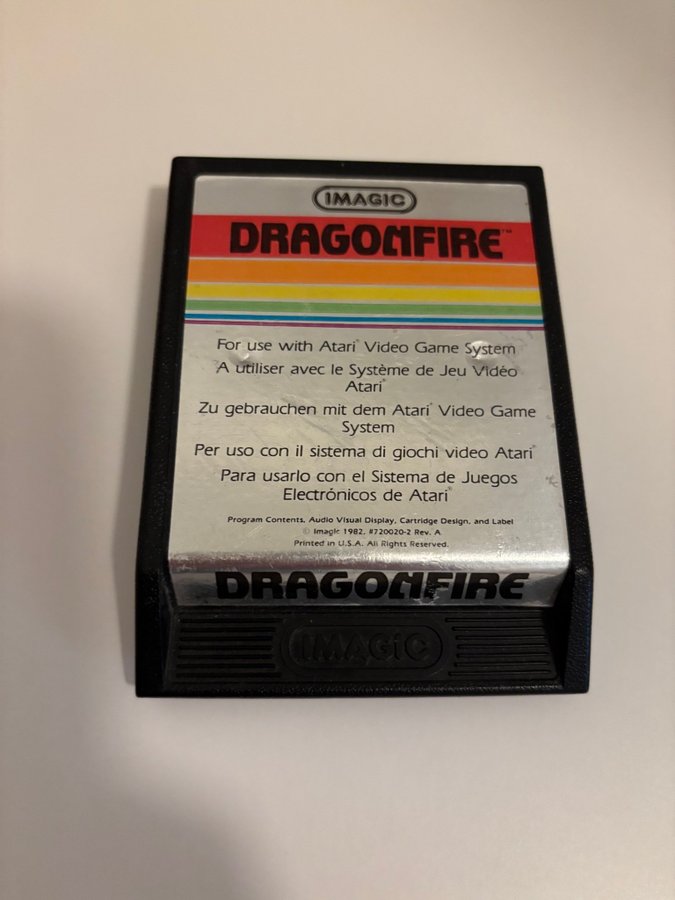 IMAGIC
DRAGONFIRE™
For use with Atari® Video Game System
A utiliser avec le Système de Jeu Vidéo
Atari®
Zu gebrauchen mit dem Atari® Video Game
System
Per uso con il sistema di giochi video Atari®
Para usarlo con el Sistema de Juegos
Electrónicos de Atari®
Program Contents, Audio Visual Display, Cartridge Design, and Label
© Imagic 1982, #720020-2 Rev. A
Printed in U.S.A. All Rights Reserved.
DRAGONFIRE
IMAGiC